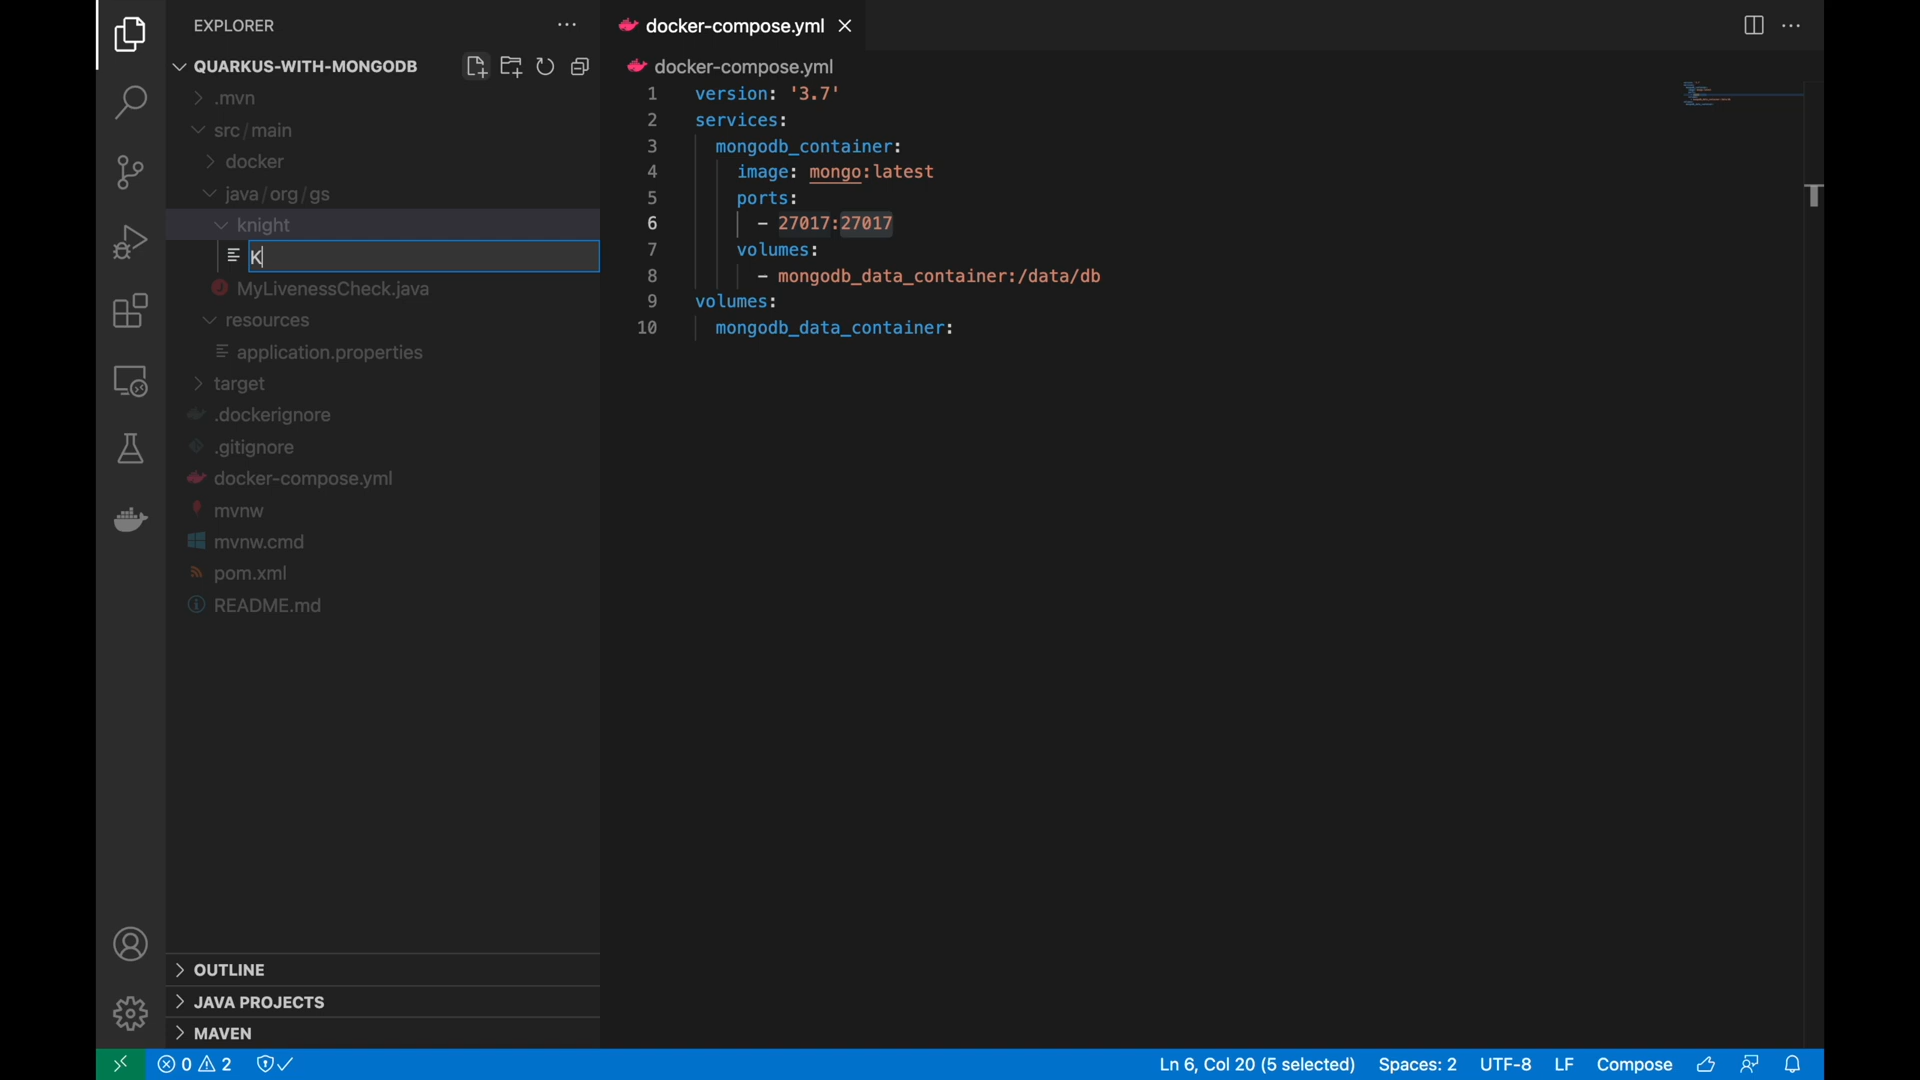 EXPLORER
QUARKUS-WITH-MONGODB
.mvn
src/main
docker
java/org/gs
knight
K
MyLivenessCheck.java
resources
application.properties
target
.dockerignore
.gitignore
docker-compose.yml
mvnw
mvnw.cmd
pom.xml
README.md
OUTLINE
JAVA PROJECTS
MAVEN
docker-compose.yml
docker-compose.yml
1 version: '3.7'
2 services:
3 mongodb_container:
4 image: mongo:latest
5 ports:
6 - 27017:27017
7 volumes:
8 - mongodb_data_container:/data/db
9 volumes:
10 mongodb_data_container:
0 2
Ln 6, Col 20 (5 selected) Spaces: 2 UTF-8 LF Compose